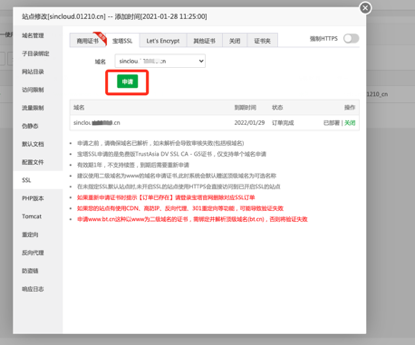 站点修改[sincloud.01210.cn] -- 添加时间[2021-01-28 11:25:00]
域名管理
子目录绑定
网站目录
访问限制
流量限制
伪静态
默认文档
配置文件
SSL
PHP版本
Tomcat
重定向
反向代理
防盗链
响应日志
商用证书
宝塔SSL
Let's Encrypt
其他证书
关闭
证书夹
强制HTTPS
域名
申请
域名 到期时间 状态 操作
2022/01/29 订单完成 已部署 | 关闭
申请之前，请确保域名已解析，如未解析会导致审核失败(包括根域名)
宝塔SSL申请的是免费版TrustAsia DV SSL CA - G5证书，仅支持单个域名申请
有效期1年，不支持续签，到期后需要重新申请
建议使用二级域名为www的域名申请证书,此时系统会默认赠送顶级域名为可选名称
在未指定SSL默认站点时,未开启SSL的站点使用HTTPS会直接访问到已开启SSL的站点
如果重新申请证书时提示【订单已存在】请登录宝塔官网删除对应SSL订单
如果您的站点有使用CDN、高防IP、反向代理、301重定向等功能，可能导致验证失败
申请www.bt.cn这种以www为二级域名的证书，需绑定并解析顶级域名(bt.cn)，否则将验证失败